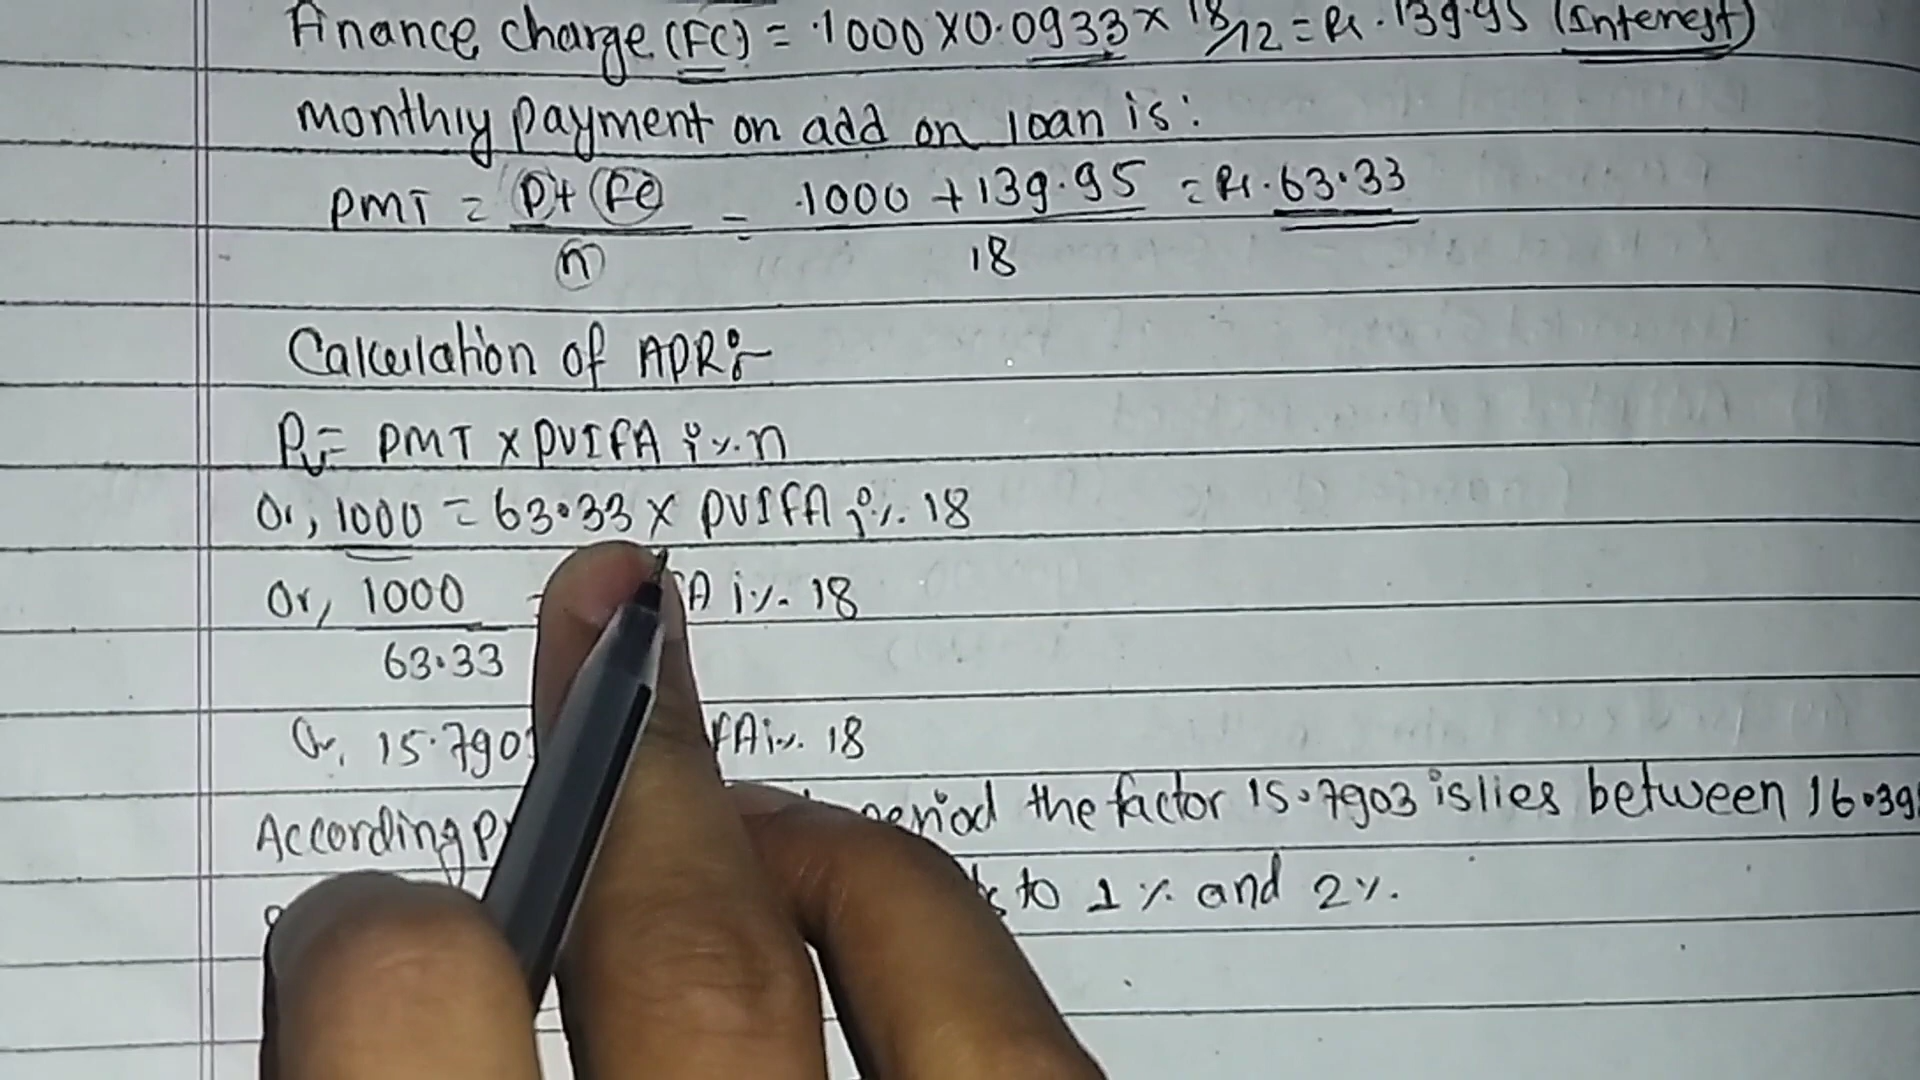 Finance charge (FC) = 1000 X 0.0933 X 18/12 = Rs. 139.95 (Interest)
Monthly payment on add on loan is:
PMT = P + (FC) / n = 1000 + 139.95 / 18 = Rs. 63.33
Calculation of APR:-
PV = PMT X PVIFA i%. n
Or, 1000 = 63.33 X PVIFA i%. 18
Or, 1000 / 63.33 A i%. 18
Or, 15.790 FA i%. 18
According period the factor 15.7903 is lies between 16.39
to 1 % and 2%.